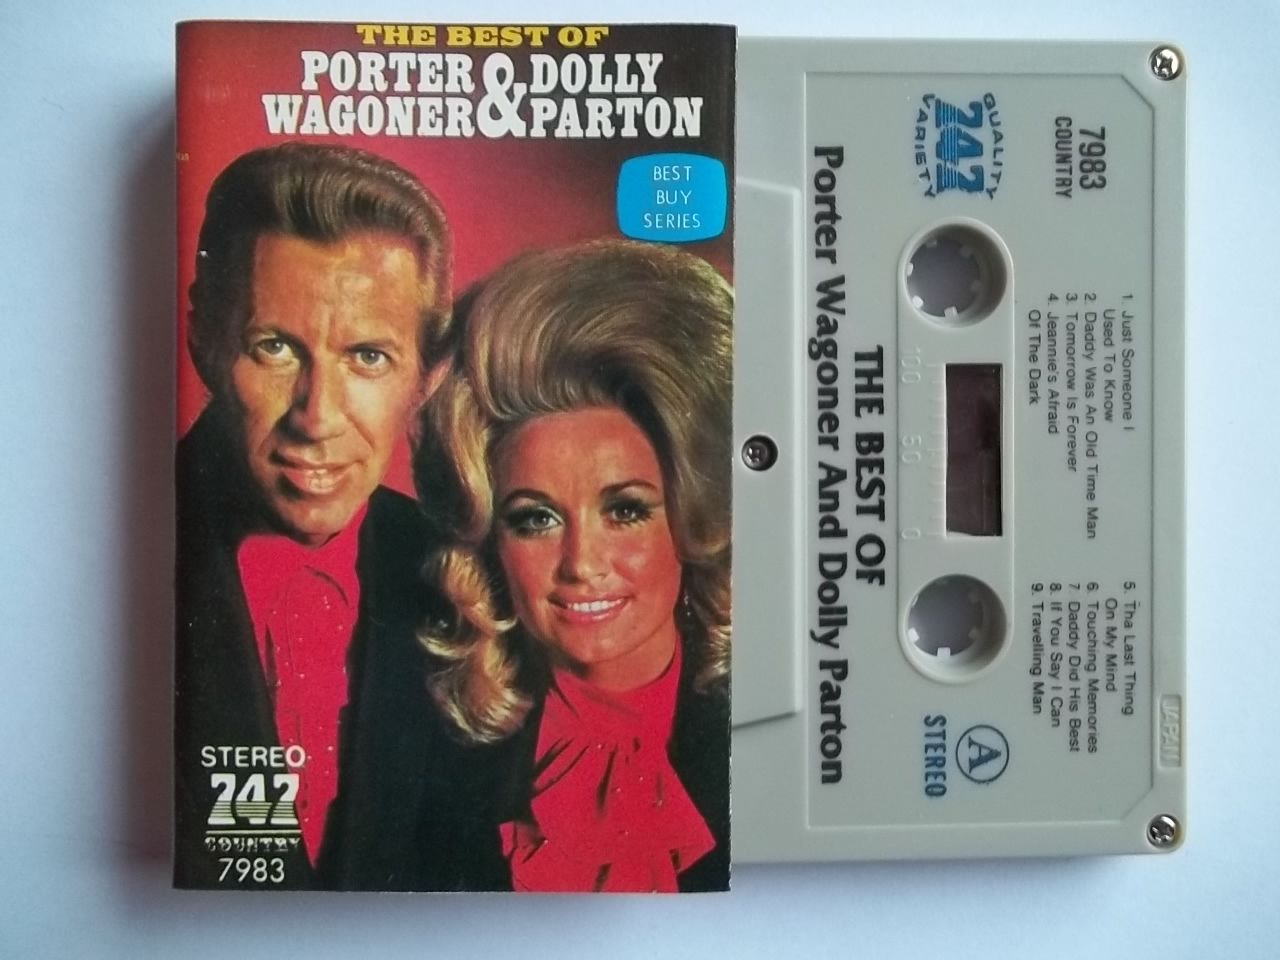 THE BEST OF
PORTER & DOLLY
WAGONER PARTON
BEST
BUY
SERIES
STEREO
747
COUNTRY
7983
7983
COUNTRY
QUALITY
747
VARIETY
1. Just Someone I
Used To Know
2. Daddy Was An Old Time Man
3. Tomorrow Is Forever
4. Jeannie's Afraid
Of The Dark
5. Tha Last Thing
On My Mind
6. Touching Memories
7. Daddy Did His Best
8. If You Say I Can
9. Travelling Man
100 50 0
A
STEREO
THE BEST OF
Porter Wagoner And Dolly Parton
JAPAN